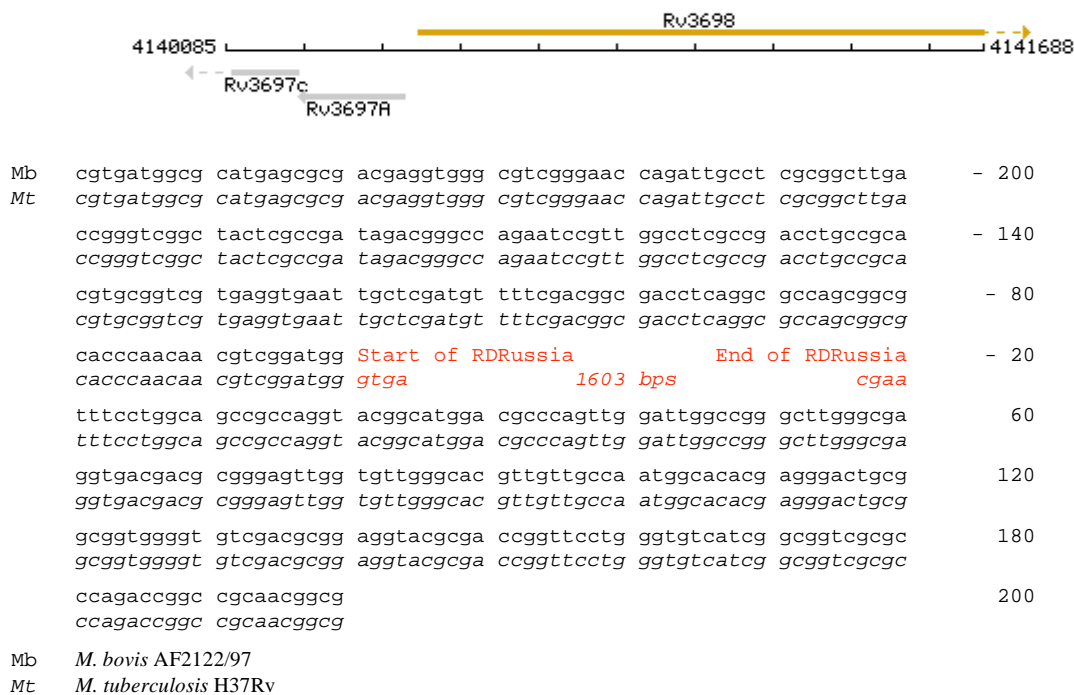 Rv3698
4140085 4141688
Rv3697c
Rv3697A
Mb cgtgatggcg catgagcgcg acgaggtggg cgtcgggaac cagattgcct cgcggcttga - 200
Mt cgtgatggcg catgagcgcg acgaggtggg cgtcgggaac cagattgcct cgcggcttga
ccgggtcggc tactcgccga tagacgggcc agaatccgtt ggcctcgccg acctgccgca - 140
ccgggtcggc tactcgccga tagacgggcc agaatccgtt ggcctcgccg acctgccgca
cgtgcggtcg tgaggtgaat tgctcgatgt tttcgacggc gacctcaggc gccagcggcg - 80
cgtgcggtcg tgaggtgaat tgctcgatgt tttcgacggc gacctcaggc gccagcggcg
cacccaacaa cgtcggatgg Start of RDRussia End of RDRussia - 20
cacccaacaa cgtcggatgg gtga 1603 bps cgaa
tttcctggca gccgccaggt acggcatgga cgcccagttg gattggccgg gcttgggcga 60
tttcctggca gccgccaggt acggcatgga cgcccagttg gattggccgg gcttgggcga
ggtgacgacg cgggagttgg tgttgggcac gttgttgcca atggcacacg agggactgcg 120
ggtgacgacg cgggagttgg tgttgggcac gttgttgcca atggcacacg agggactgcg
gcggtggggt gtcgacgcgg aggtacgcga ccggttcctg ggtgtcatcg gcggtcgcgc 180
gcggtggggt gtcgacgcgg aggtacgcga ccggttcctg ggtgtcatcg gcggtcgcgc
ccagaccggc cgcaacggcg 200
ccagaccggc cgcaacggcg
Mb M. bovis AF2122/97
Mt M. tuberculosis H37Rv